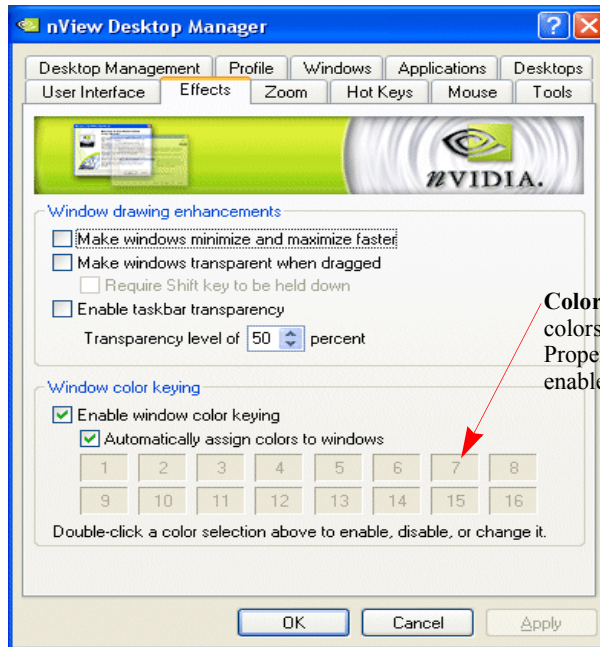 nView Desktop Manager
Desktop Management Profile Windows Applications Desktops
User Interface Effects Zoom Hot Keys Mouse Tools
nVIDIA.
Window drawing enhancements
Make windows minimize and maximize faster
Make windows transparent when dragged
Require Shift key to be held down
Enable taskbar transparency
Transparency level of 50 percent
Color
colors
Prope
enable
Window color keying
Enable window color keying
Automatically assign colors to windows
1 2 3 4 5 6 7 8
9 10 11 12 13 14 15 16
Double-click a color selection above to enable, disable, or change it.
OK Cancel Apply